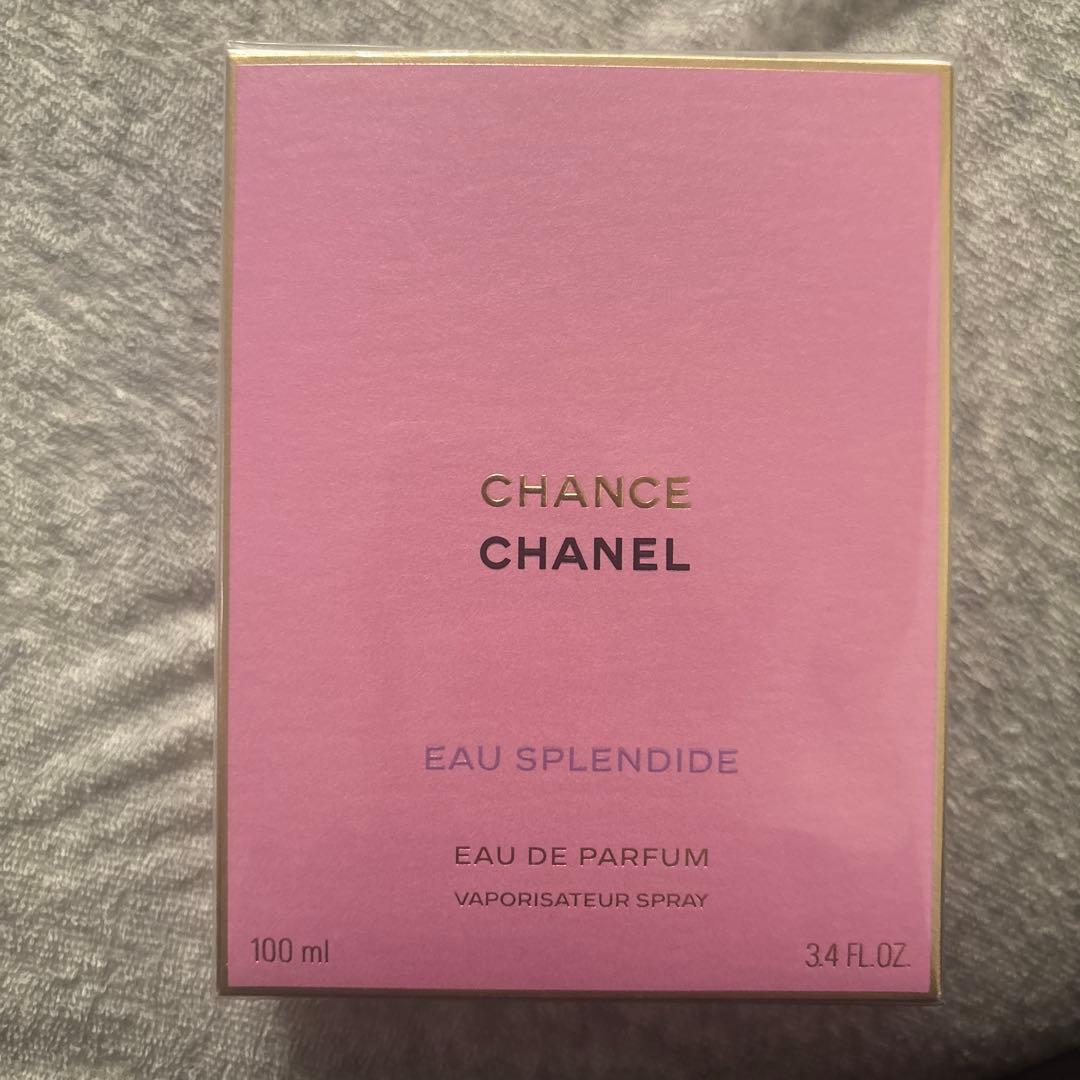 CHANCE
CHANEL
EAU SPLENDIDE
EAU DE PARFUM
VAPORISATEUR SPRAY
100 ml
3.4 FL.OZ.